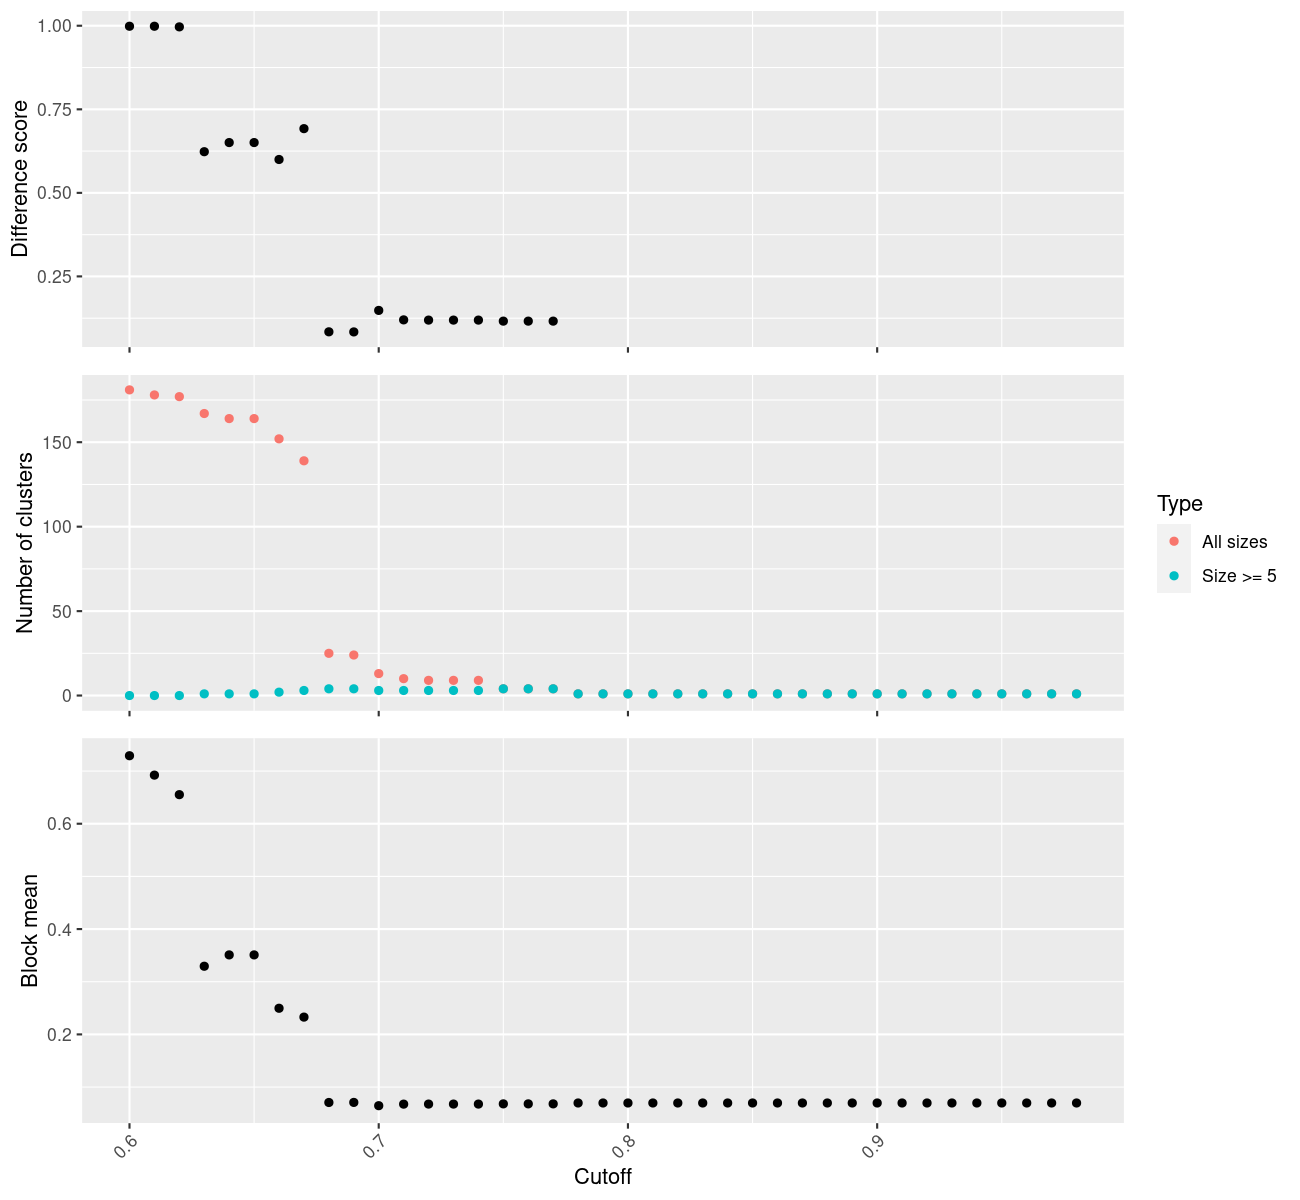 Difference score
1.00
0.75
0.50
0.25
Number of clusters
150
100
50
0
Type
All sizes
Size >= 5
Block mean
0.6
0.4
0.2
0.6
0.7
0.8
0.9
Cutoff